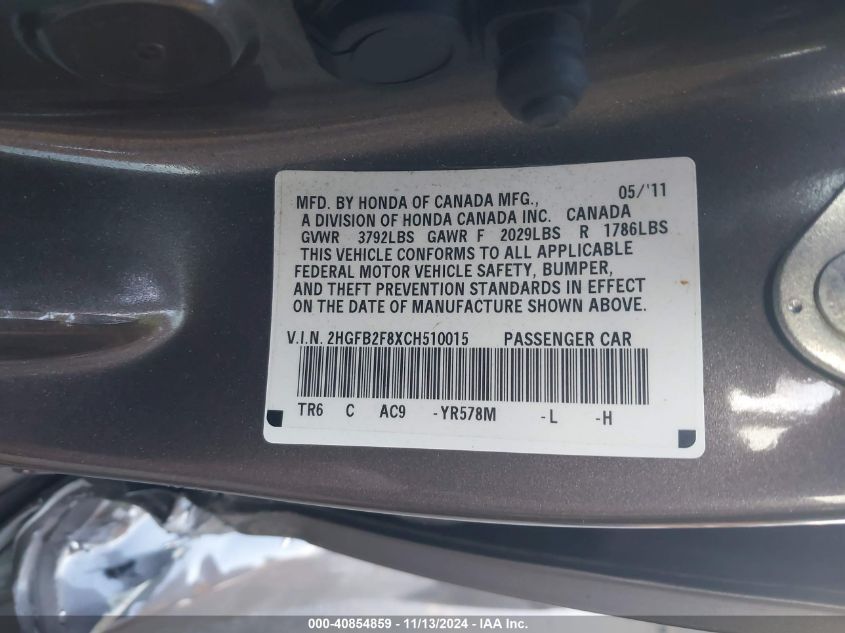 MFD. BY HONDA OF CANADA MFG., 05/'11
A DIVISION OF HONDA CANADA INC. CANADA
GVWR 3792LBS GAWR F 2029LBS R 1786LBS
THIS VEHICLE CONFORMS TO ALL APPLICABLE
FEDERAL MOTOR VEHICLE SAFETY, BUMPER,
AND THEFT PREVENTION STANDARDS IN EFFECT
ON THE DATE OF MANUFACTURE SHOWN ABOVE.
V.I.N. 2HGFB2F8XCH510015 PASSENGER CAR
TR6 C AC9 -YR578M -L -H
000-40854859 - 11/13/2024 - IAA Inc.